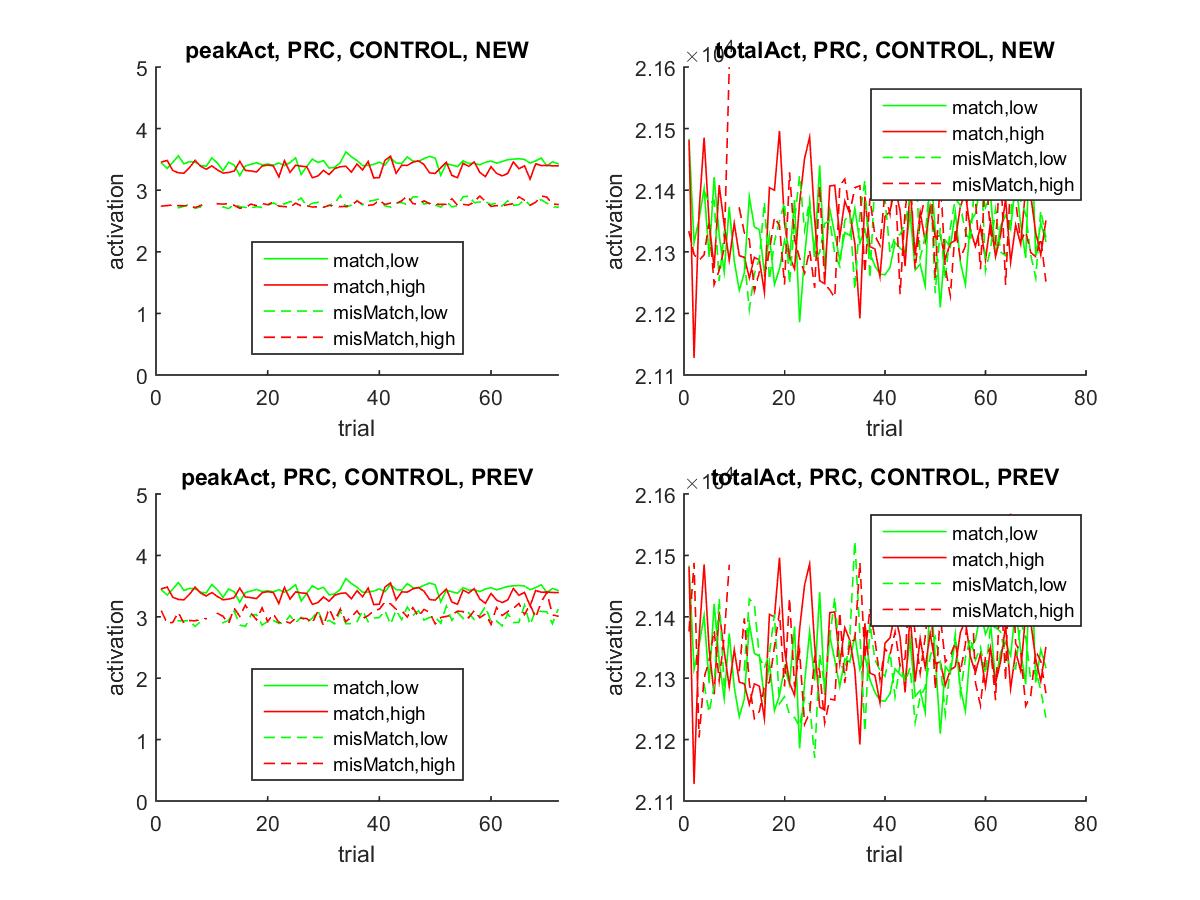 peakAct, PRC, CONTROL, NEW
5
4
3
2
1
0
activation
match,low
match,high
misMatch,low
misMatch,high
0 20 40 60
trial
×10⁴
totalAct, PRC, CONTROL, NEW
2.16
2.15
2.14
2.13
2.12
2.11
activation
match,low
match,high
misMatch,low
misMatch,high
0 20 40 60 80
trial
peakAct, PRC, CONTROL, PREV
5
4
3
2
1
0
activation
match,low
match,high
misMatch,low
misMatch,high
0 20 40 60
trial
×10⁴
totalAct, PRC, CONTROL, PREV
2.16
2.15
2.14
2.13
2.12
2.11
activation
match,low
match,high
misMatch,low
misMatch,high
0 20 40 60 80
trial